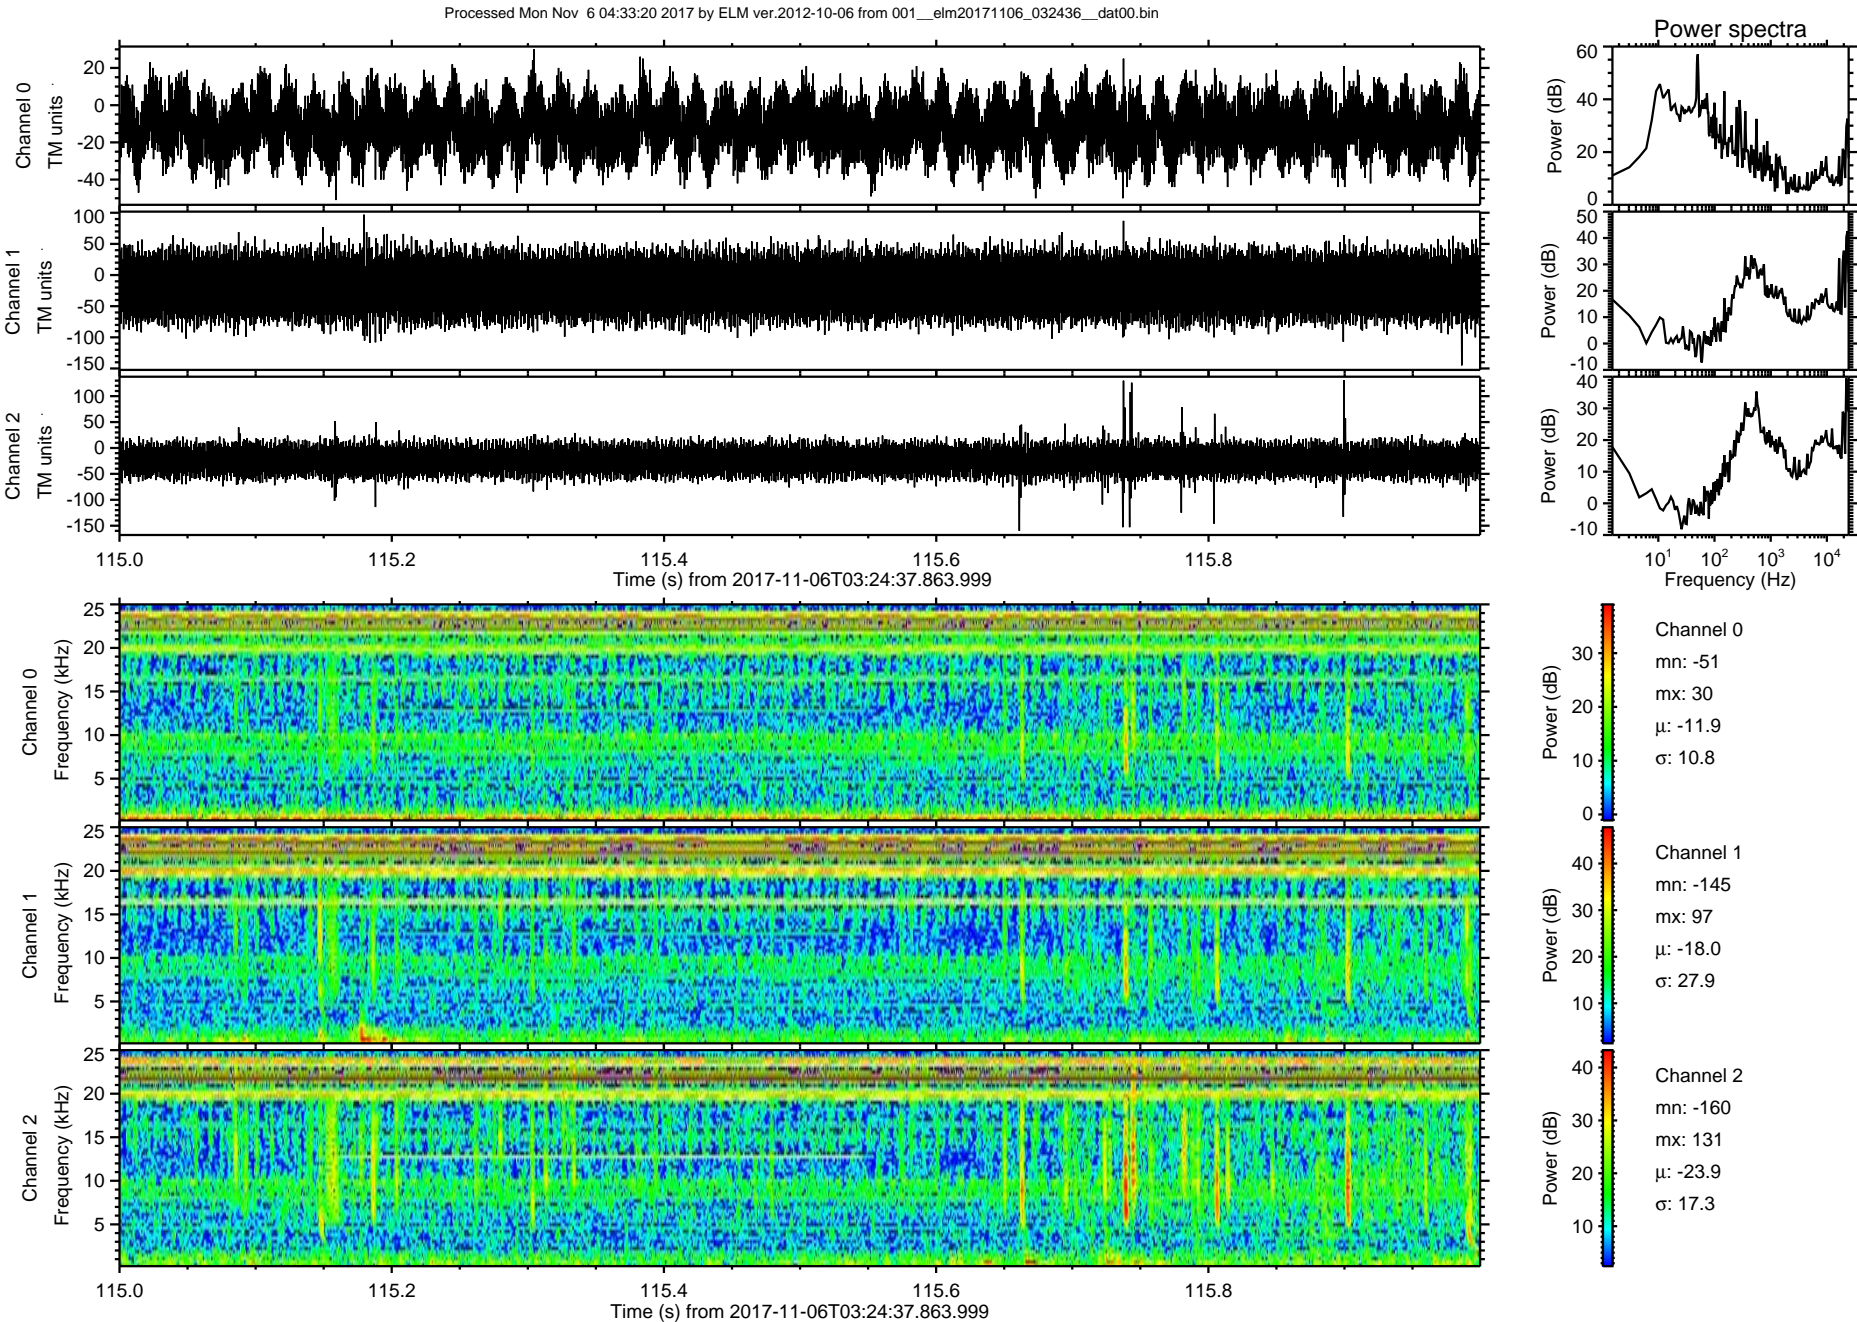 Processed Mon Nov  6 04:33:20 2017 by ELM ver.2012-10-06 from 001__elm20171106_032436__dat00.bin
Power spectra
Channel 0
TM units
20
0
-20
-40
Power (dB)
60
40
20
0
Channel 1
TM units
100
50
0
-50
-100
-150
Power (dB)
50
40
30
20
10
0
-10
Channel 2
TM units
100
50
0
-50
-100
-150
Power (dB)
40
30
20
10
0
-10
115.0 115.2 115.4 115.6 115.8
Time (s) from 2017-11-06T03:24:37.863.999
10^1 10^2 10^3 10^4
Frequency (Hz)
Channel 0
Frequency (kHz)
25
20
15
10
5
Power (dB)
30
20
10
0
Channel 0
mn: -51
mx: 30
μ: -11.9
σ: 10.8
Channel 1
Frequency (kHz)
25
20
15
10
5
Power (dB)
40
30
20
10
Channel 1
mn: -145
mx: 97
μ: -18.0
σ: 27.9
Channel 2
Frequency (kHz)
25
20
15
10
5
Power (dB)
40
30
20
10
Channel 2
mn: -160
mx: 131
μ: -23.9
σ: 17.3
115.0 115.2 115.4 115.6 115.8
Time (s) from 2017-11-06T03:24:37.863.999